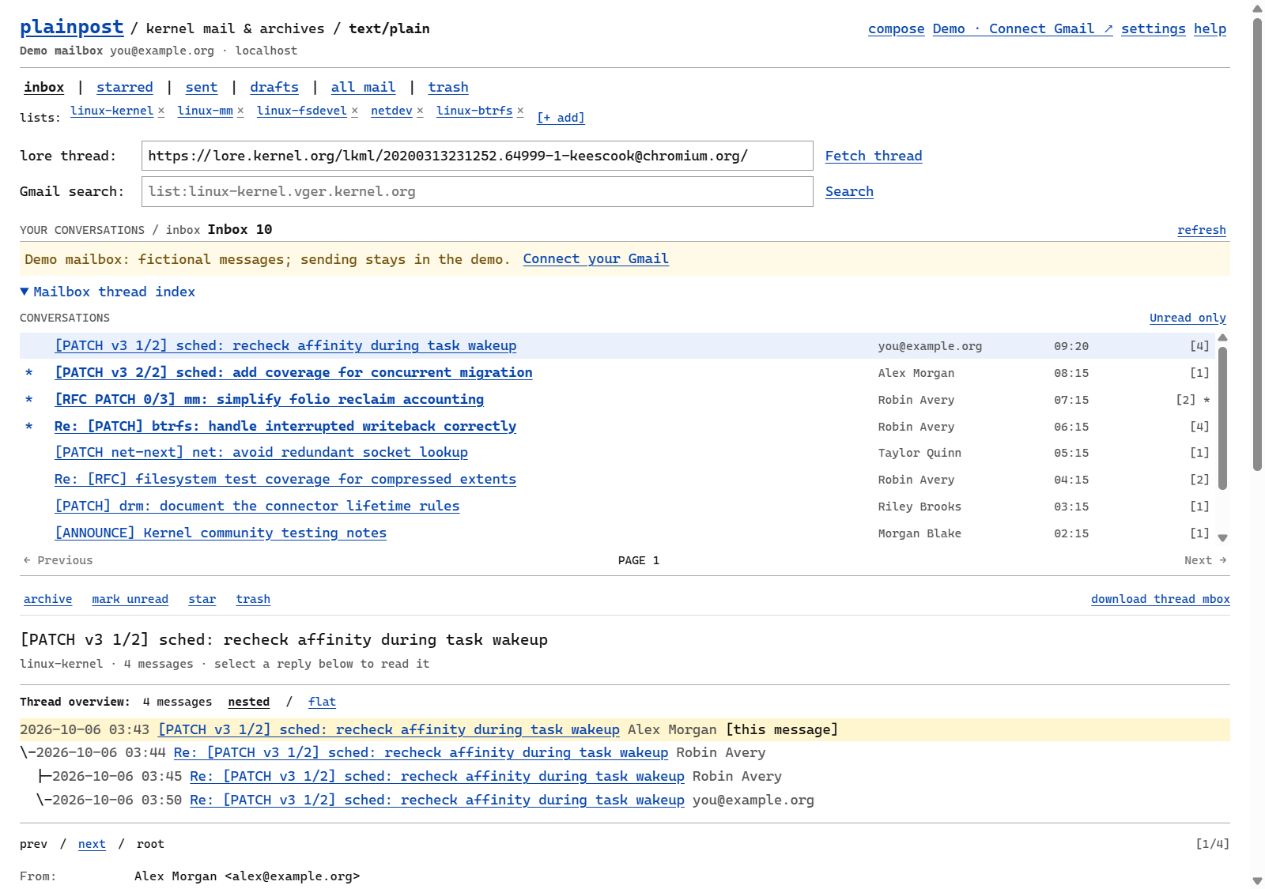 plainpost / kernel mail & archives / text/plain
compose Demo · Connect Gmail ↗ settings help
Demo mailbox you@example.org · localhost
inbox | starred | sent | drafts | all mail | trash
lists: linux-kernel × linux-mm × linux-fsdevel × netdev × linux-btrfs × [+ add]
lore thread: https://lore.kernel.org/lkml/20200313231252.64999-1-keescook@chromium.org/ Fetch thread
Gmail search: list:linux-kernel.vger.kernel.org Search
YOUR CONVERSATIONS / inbox Inbox 10 refresh
Demo mailbox: fictional messages; sending stays in the demo. Connect your Gmail
▼ Mailbox thread index
CONVERSATIONS Unread only
[PATCH v3 1/2] sched: recheck affinity during task wakeup you@example.org 09:20 [4]
* [PATCH v3 2/2] sched: add coverage for concurrent migration Alex Morgan 08:15 [1]
* [RFC PATCH 0/3] mm: simplify folio reclaim accounting Robin Avery 07:15 [2] *
* Re: [PATCH] btrfs: handle interrupted writeback correctly Robin Avery 06:15 [4]
[PATCH net-next] net: avoid redundant socket lookup Taylor Quinn 05:15 [1]
Re: [RFC] filesystem test coverage for compressed extents Robin Avery 04:15 [2]
[PATCH] drm: document the connector lifetime rules Riley Brooks 03:15 [1]
[ANNOUNCE] Kernel community testing notes Morgan Blake 02:15 [1]
← Previous PAGE 1 Next →
archive mark unread star trash download thread mbox
[PATCH v3 1/2] sched: recheck affinity during task wakeup
linux-kernel · 4 messages · select a reply below to read it
Thread overview: 4 messages nested / flat
2026-10-06 03:43 [PATCH v3 1/2] sched: recheck affinity during task wakeup Alex Morgan [this message]
\-2026-10-06 03:44 Re: [PATCH v3 1/2] sched: recheck affinity during task wakeup Robin Avery
├─2026-10-06 03:45 Re: [PATCH v3 1/2] sched: recheck affinity during task wakeup Robin Avery
\-2026-10-06 03:50 Re: [PATCH v3 1/2] sched: recheck affinity during task wakeup you@example.org
prev / next / root [1/4]
From: Alex Morgan <alex@example.org>